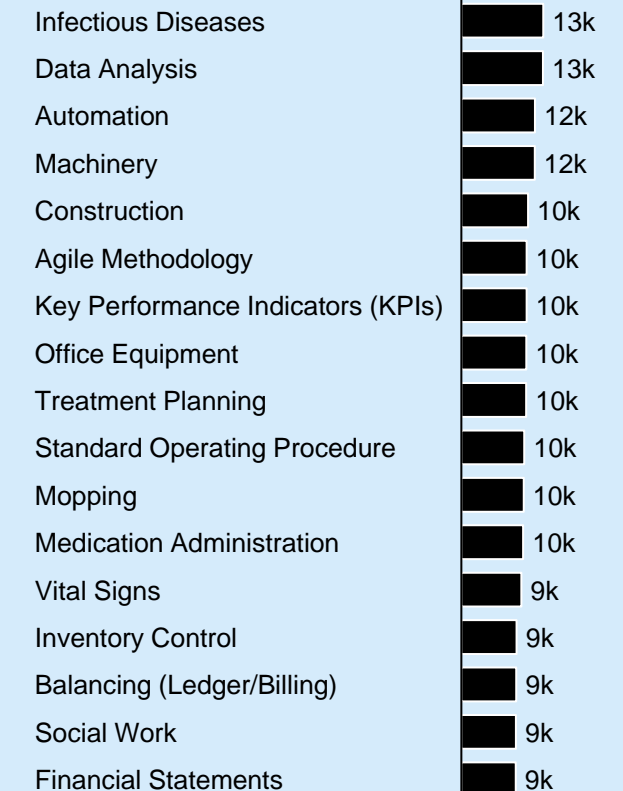 Infectious Diseases 13k
Data Analysis 13k
Automation 12k
Machinery 12k
Construction 10k
Agile Methodology 10k
Key Performance Indicators (KPIs) 10k
Office Equipment 10k
Treatment Planning 10k
Standard Operating Procedure 10k
Mopping 10k
Medication Administration 10k
Vital Signs 9k
Inventory Control 9k
Balancing (Ledger/Billing) 9k
Social Work 9k
Financial Statements 9k